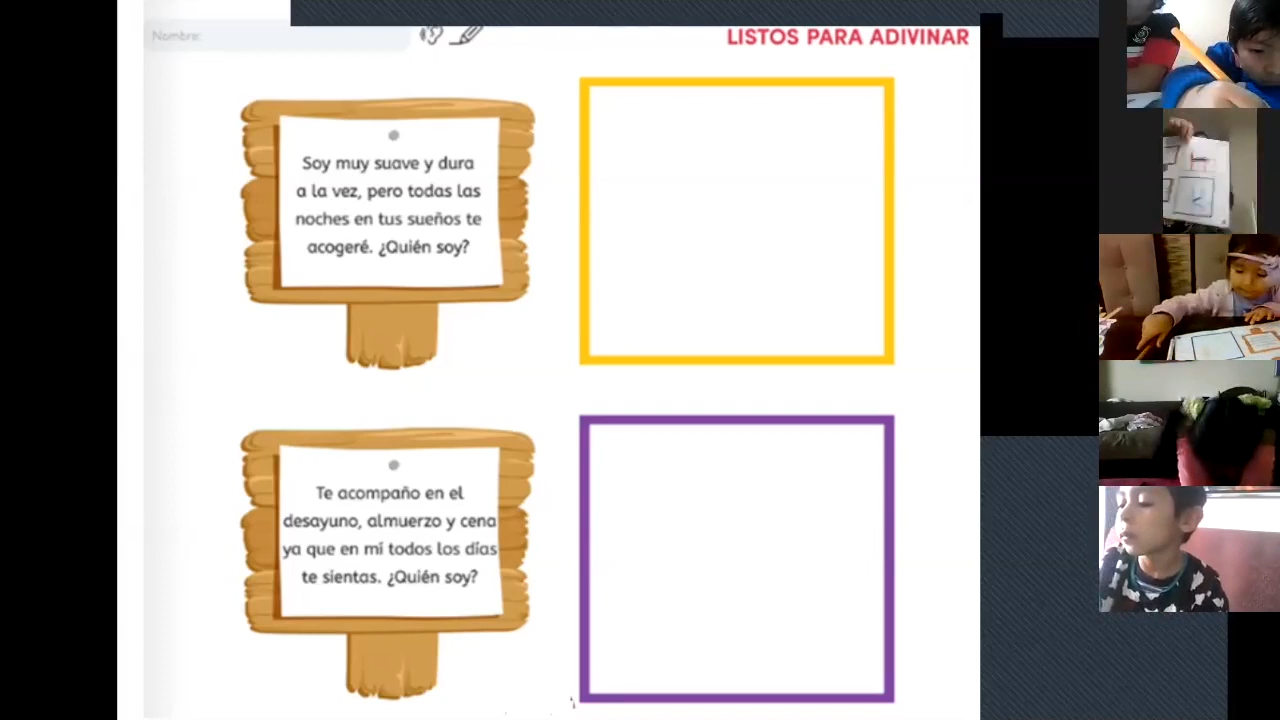 Nombre:
LISTOS PARA ADIVINAR
Soy muy suave y dura
a la vez, pero todas las
noches en tus sueños te
acogeré. ¿Quién soy?
Te acompaño en el
desayuno, almuerzo y cena
ya que en mí todos los días
te sientas. ¿Quién soy?